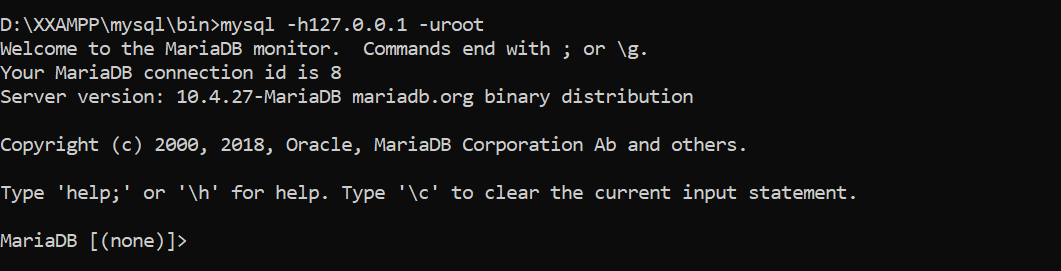 D:\XXAMPP\mysql\bin>mysql -h127.0.0.1 -uroot
Welcome to the MariaDB monitor.  Commands end with ; or \g.
Your MariaDB connection id is 8
Server version: 10.4.27-MariaDB mariadb.org binary distribution
Copyright (c) 2000, 2018, Oracle, MariaDB Corporation Ab and others.
Type 'help;' or '\h' for help. Type '\c' to clear the current input statement.
MariaDB [(none)]>